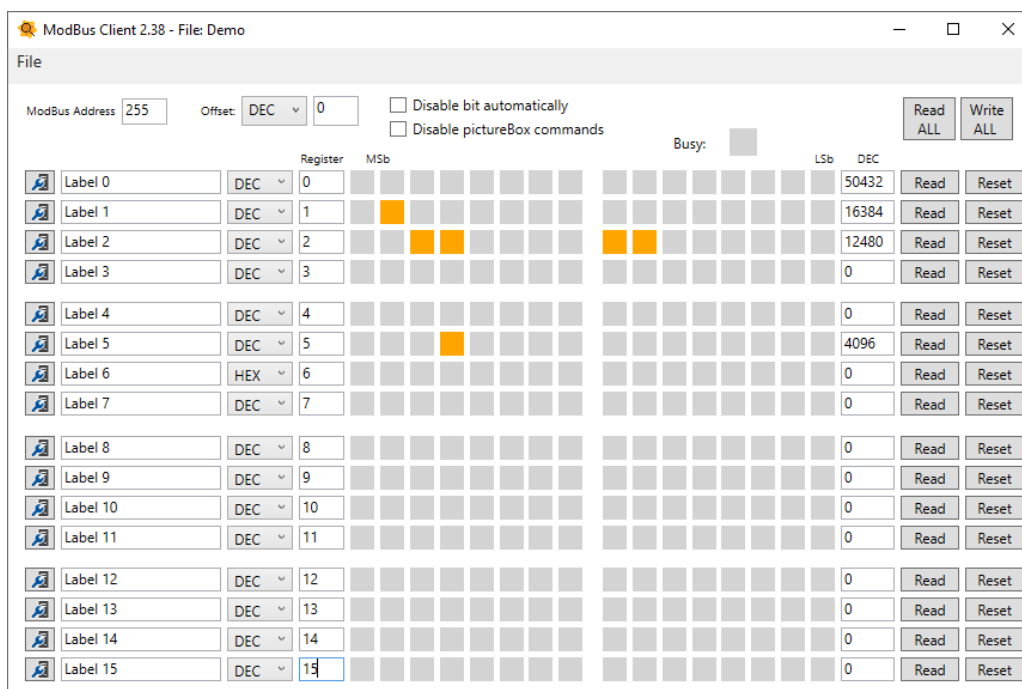 ModBus Client 2.38 - File: Demo
File
ModBus Address 255 Offset: DEC 0 Disable bit automatically Read ALL Write ALL
Disable pictureBox commands
Busy:
Register MSb LSb DEC
Label 0 DEC 0 50432 Read Reset
Label 1 DEC 1 16384 Read Reset
Label 2 DEC 2 12480 Read Reset
Label 3 DEC 3 0 Read Reset
Label 4 DEC 4 0 Read Reset
Label 5 DEC 5 4096 Read Reset
Label 6 HEX 6 0 Read Reset
Label 7 DEC 7 0 Read Reset
Label 8 DEC 8 0 Read Reset
Label 9 DEC 9 0 Read Reset
Label 10 DEC 10 0 Read Reset
Label 11 DEC 11 0 Read Reset
Label 12 DEC 12 0 Read Reset
Label 13 DEC 13 0 Read Reset
Label 14 DEC 14 0 Read Reset
Label 15 DEC 15 0 Read Reset